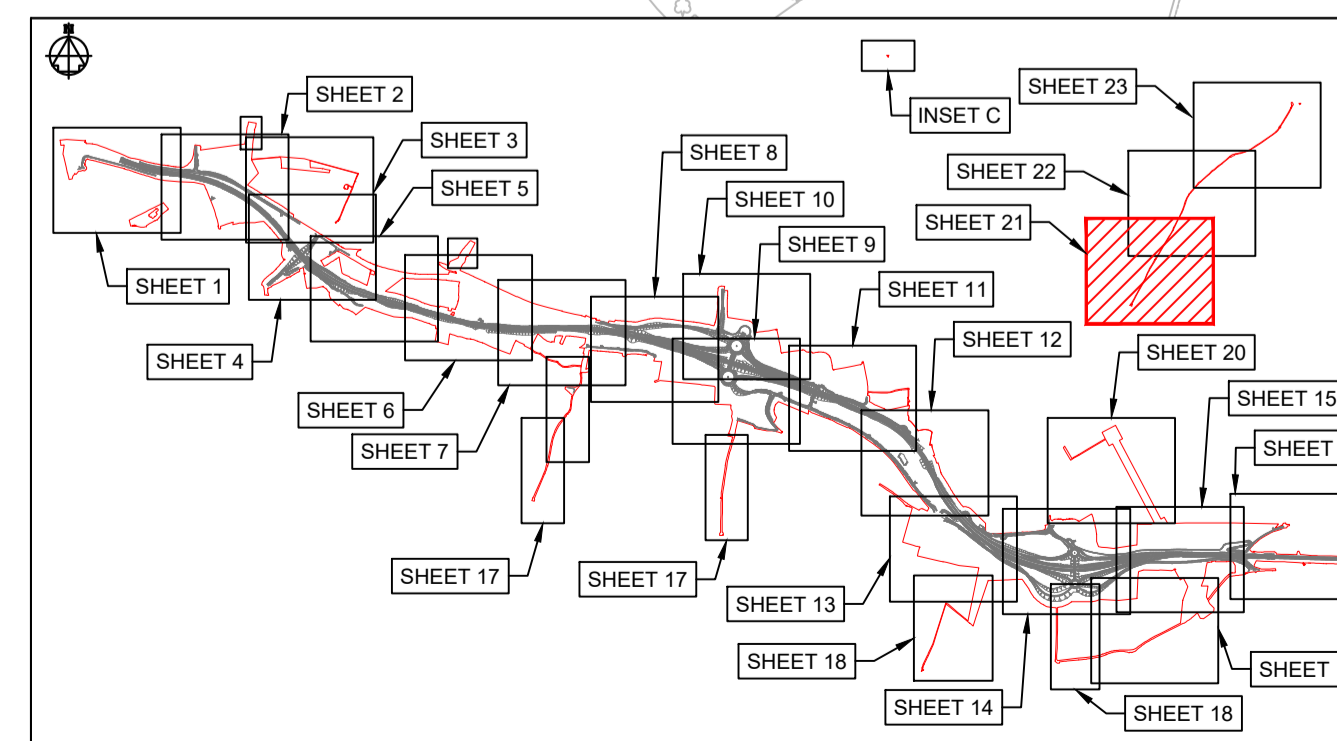 SHEET 2
INSET C
SHEET 23
SHEET 3
SHEET 8
SHEET 22
SHEET 5
SHEET 10
SHEET 21
SHEET 9
SHEET 1
SHEET 11
SHEET 4
SHEET 12
SHEET 20
SHEET 6
SHEET 15
SHEET 7
SHEET
SHEET 17
SHEET 17
SHEET 13
SHEET 18
SHEET
SHEET 14
SHEET 18